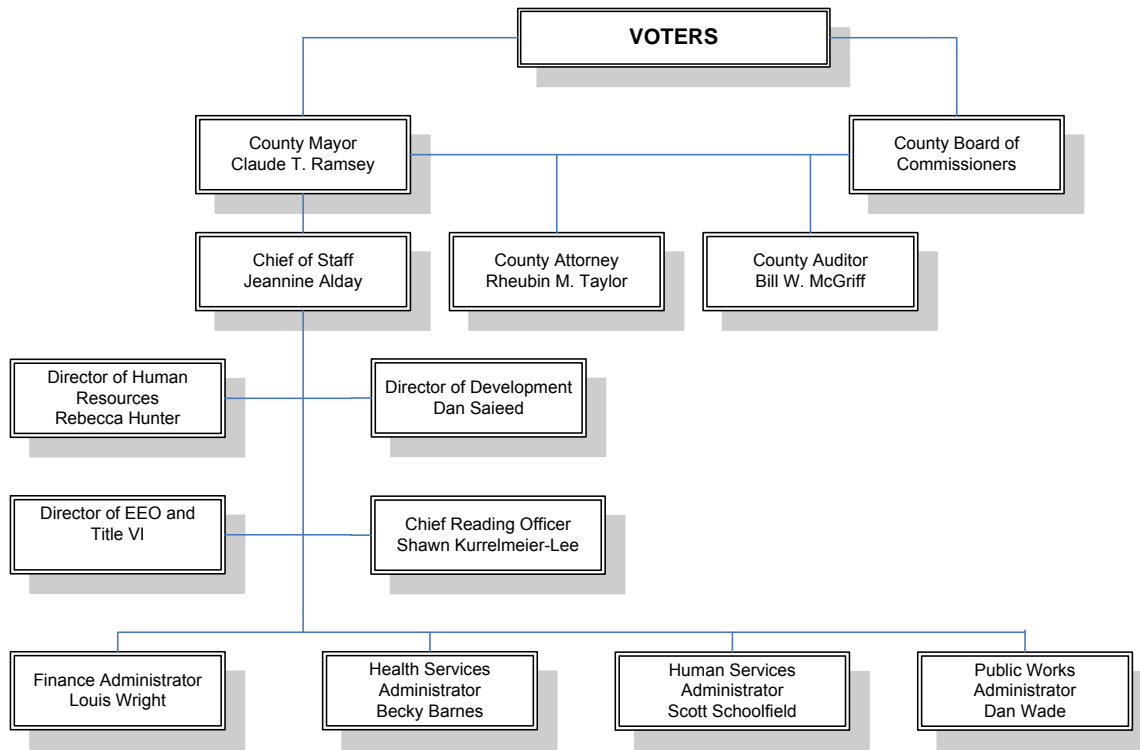 VOTERS
County Mayor
Claude T. Ramsey
County Board of
Commissioners
Chief of Staff
Jeannine Alday
County Attorney
Rheubin M. Taylor
County Auditor
Bill W. McGriff
Director of Human
Resources
Rebecca Hunter
Director of Development
Dan Saieed
Director of EEO and
Title VI
Chief Reading Officer
Shawn Kurrelmeier-Lee
Finance Administrator
Louis Wright
Health Services
Administrator
Becky Barnes
Human Services
Administrator
Scott Schoolfield
Public Works
Administrator
Dan Wade